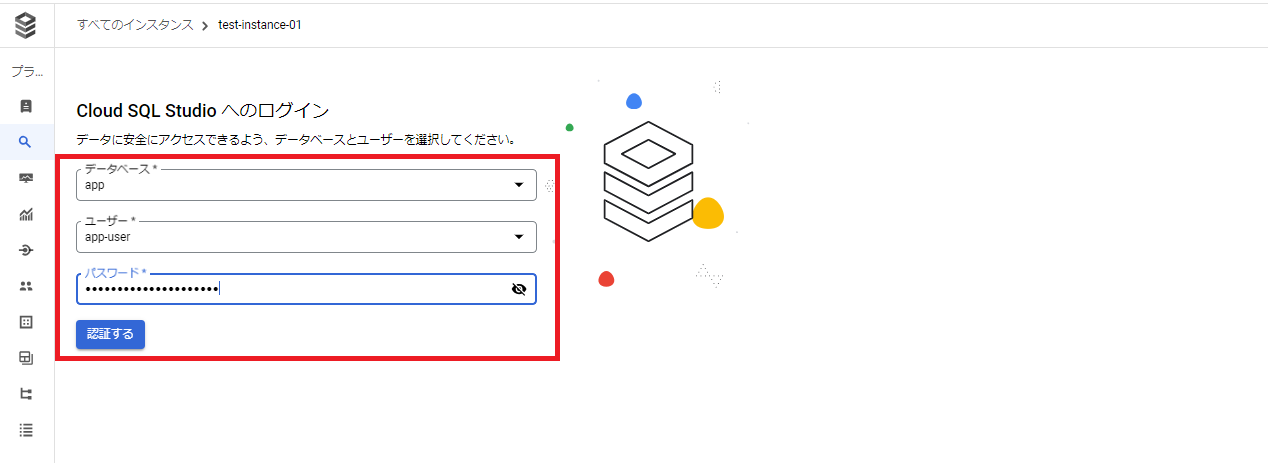 すべてのインスタンス > test-instance-01
プラ...
Cloud SQL Studio へのログイン
データに安全にアクセスできるよう、データベースとユーザーを選択してください。
データベース *
app
ユーザー *
app-user
パスワード *
•••••••••••••••••••••
認証する